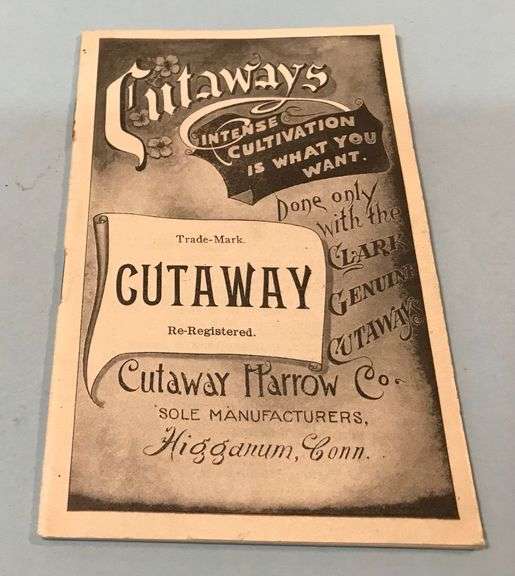 Cutaways
INTENSE
CULTIVATION
IS WHAT YOU
WANT.
Done only
with the
CLARK
GENUINE
CUTAWAYS
Trade-Mark.
CUTAWAY
Re-Registered.
Cutaway Harrow Co.
SOLE MANUFACTURERS,
Higganum, Conn.